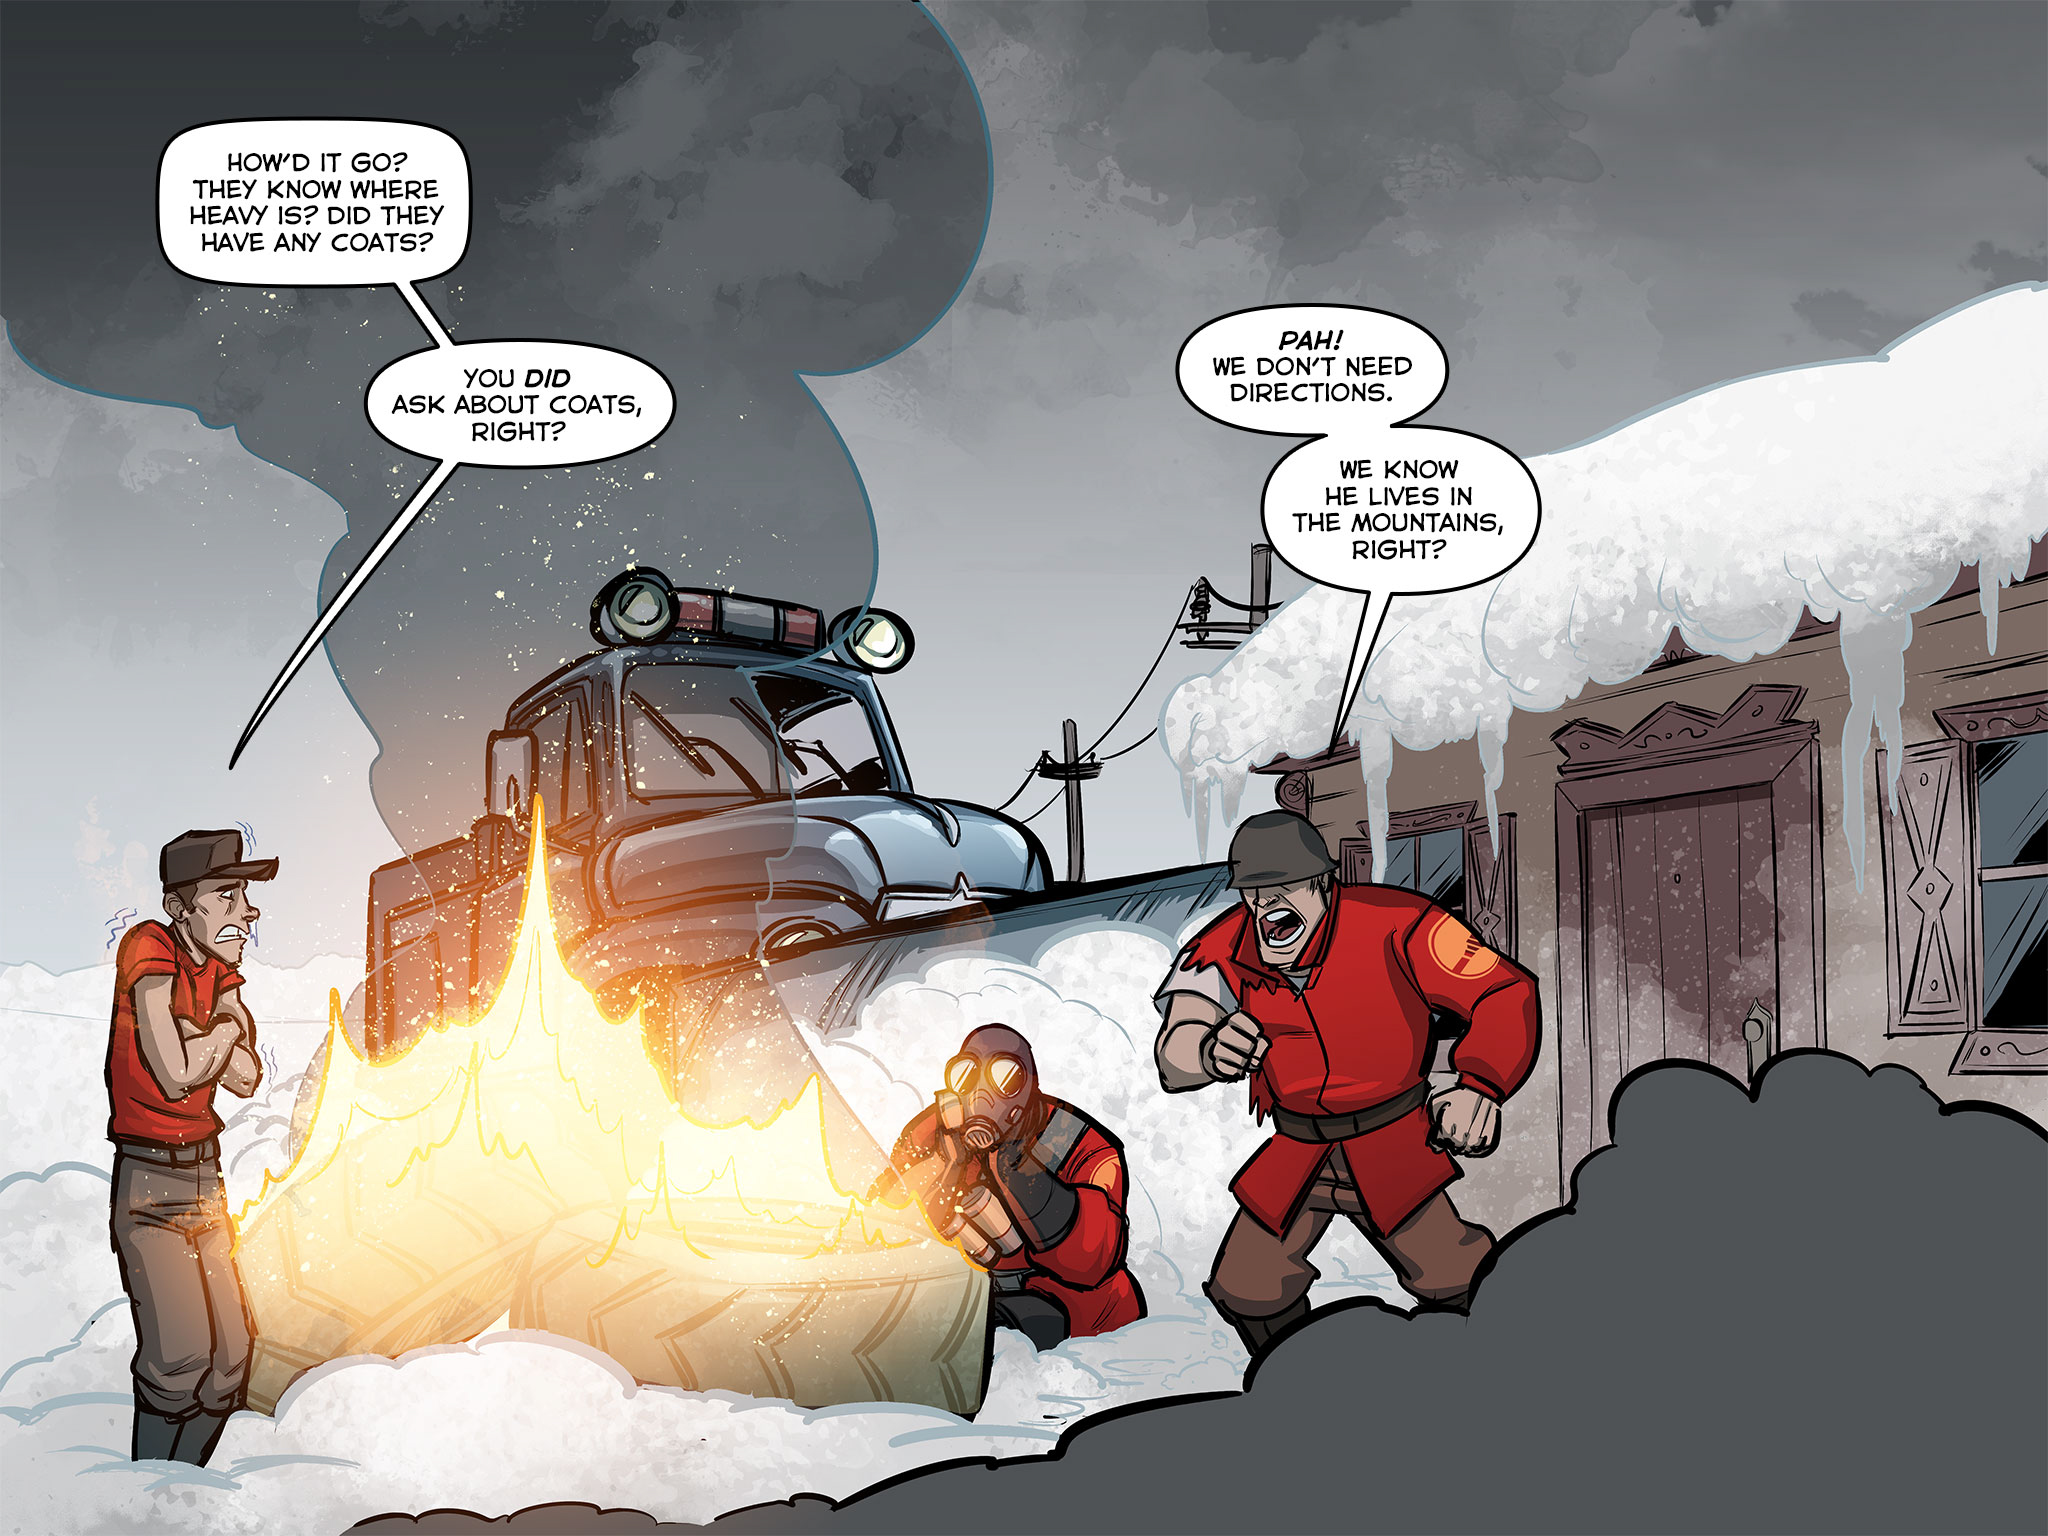 HOW'D IT GO?
THEY KNOW WHERE
HEAVY IS? DID THEY
HAVE ANY COATS?
YOU DID
ASK ABOUT COATS,
RIGHT?
PAH!
WE DON'T NEED
DIRECTIONS.
WE KNOW
HE LIVES IN
THE MOUNTAINS,
RIGHT?